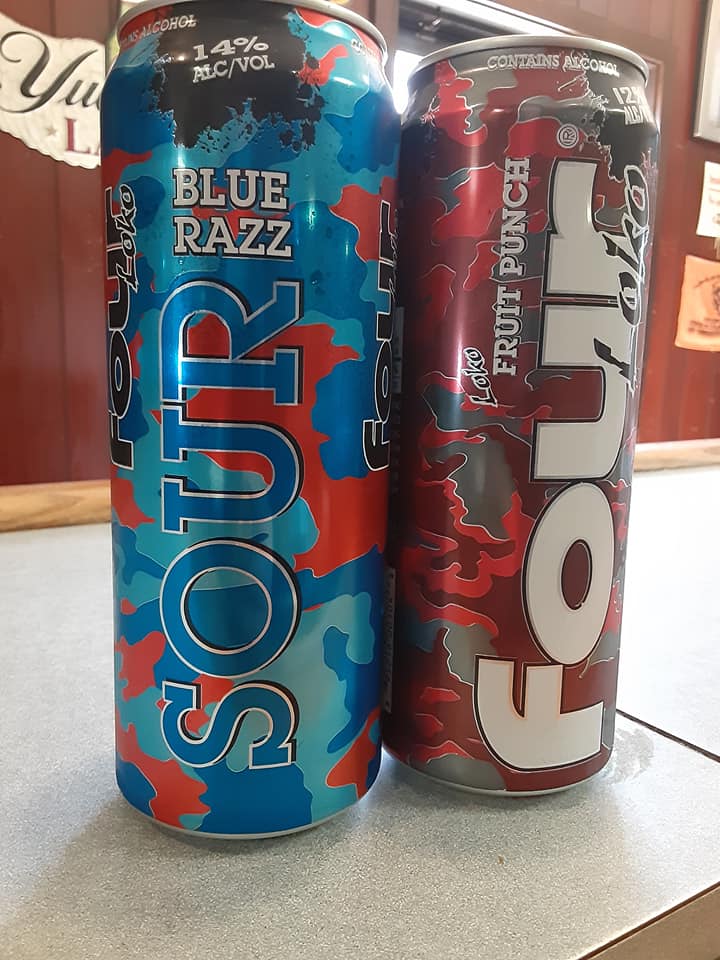 CONTAINS ALCOHOL
14%
ALC/VOL
BLUE
RAZZ
SOUR
FOUR
Loko
FOUR
CONTAINS ALCOHOL
Loko
FRUIT PUNCH
FOUR
Loko
®